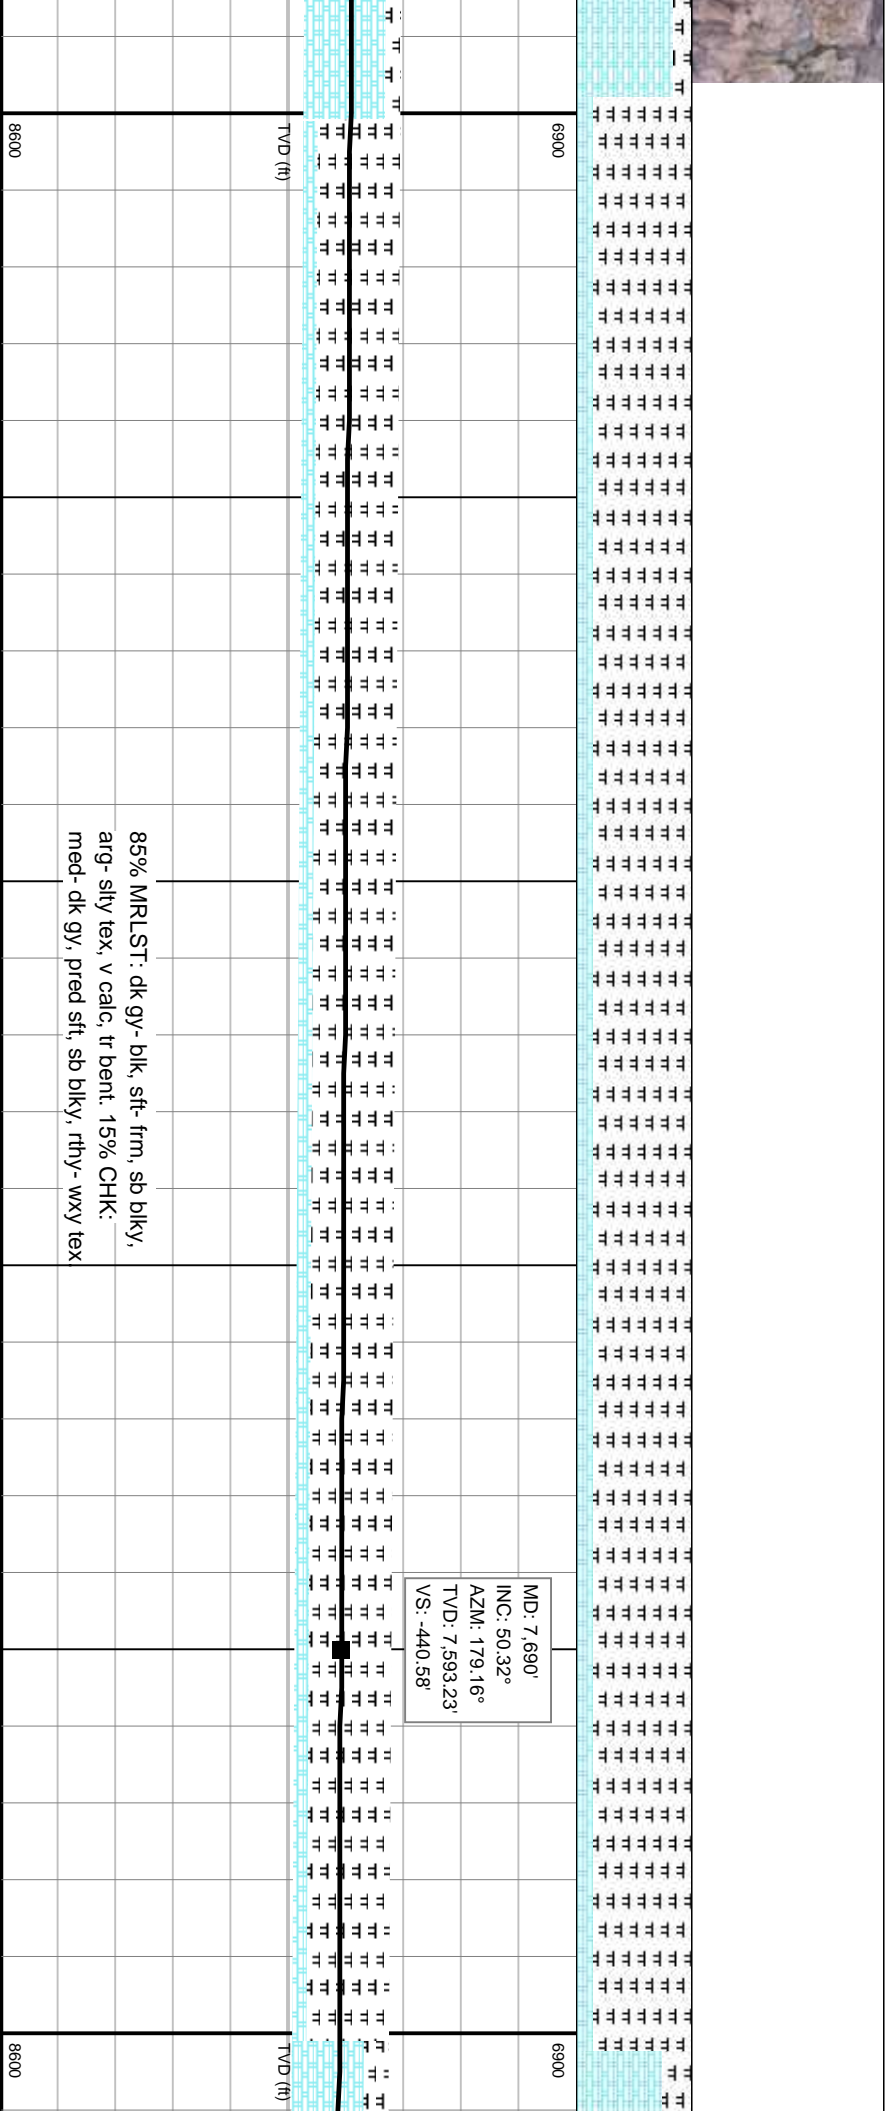 6900
TVD (ft)
8600
MD: 7,690'
INC: 50.32°
AZM: 179.16°
TVD: 7,593.23'
VS: -440.58'
85% MRLST: dk gy- blk, sft- frm, sb blky,
arg- slty tex, v calc, tr bent. 15% CHK:
med- dk gy, pred sft, sb blky, rthy- wxy tex.
6900
TVD (ft)
8600